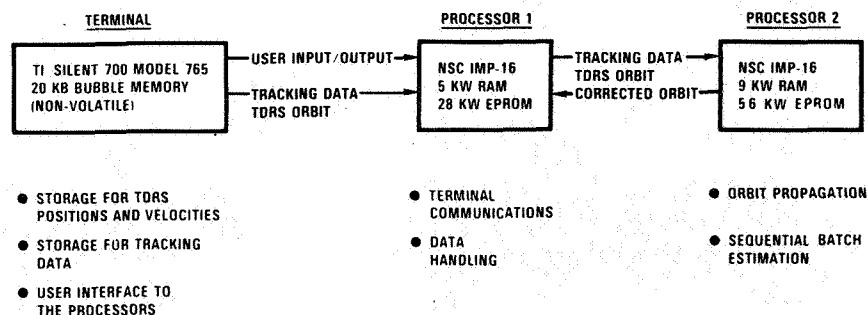 TERMINAL
PROCESSOR 1
PROCESSOR 2
TI SILENT 700 MODEL 765
20 KB BUBBLE MEMORY
(NON-VOLATILE)
USER INPUT/OUTPUT
TRACKING DATA
TDRS ORBIT
NSC IMP-16
5 KW RAM
28 KW EPROM
TRACKING DATA
TDRS ORBIT
CORRECTED ORBIT
NSC IMP-16
9 KW RAM
56 KW EPROM
● STORAGE FOR TDRS
POSITIONS AND VELOCITIES
● STORAGE FOR TRACKING
DATA
● USER INTERFACE TO
THE PROCESSORS
● TERMINAL
COMMUNICATIONS
● DATA
HANDLING
● ORBIT PROPAGATION
● SEQUENTIAL BATCH
ESTIMATION